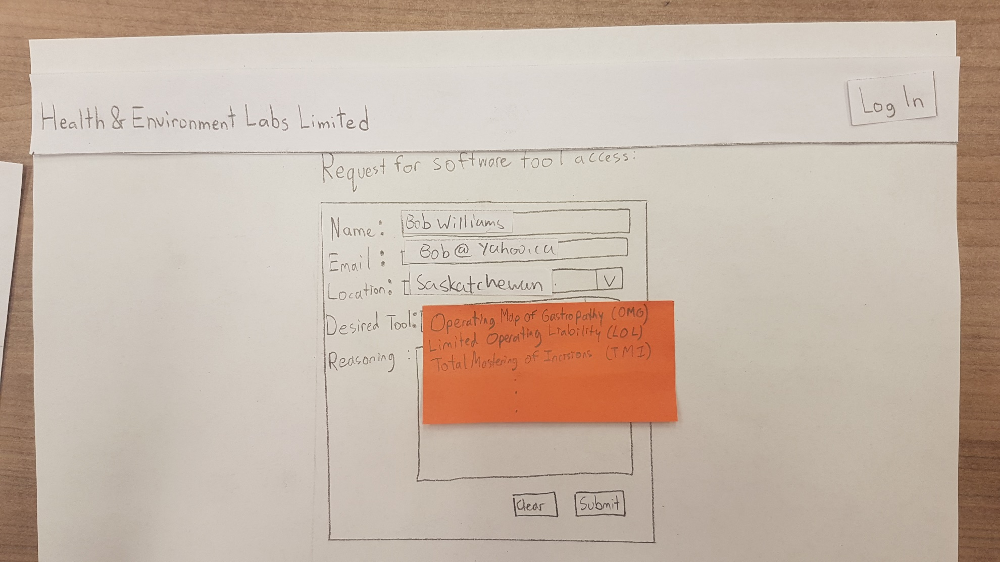 Health & Environment Labs Limited
Log In
Request for software tool access:
Name: Bob Williams
Email: Bob@Yahoo.ca
Location: Saskatchewan V
Desired Tool:
Operating Map of Gastropathy (OMG)
Limited Operating Liability (LOL)
Total Mastering of Incisions (TMI)
Reasoning :
Clear Submit